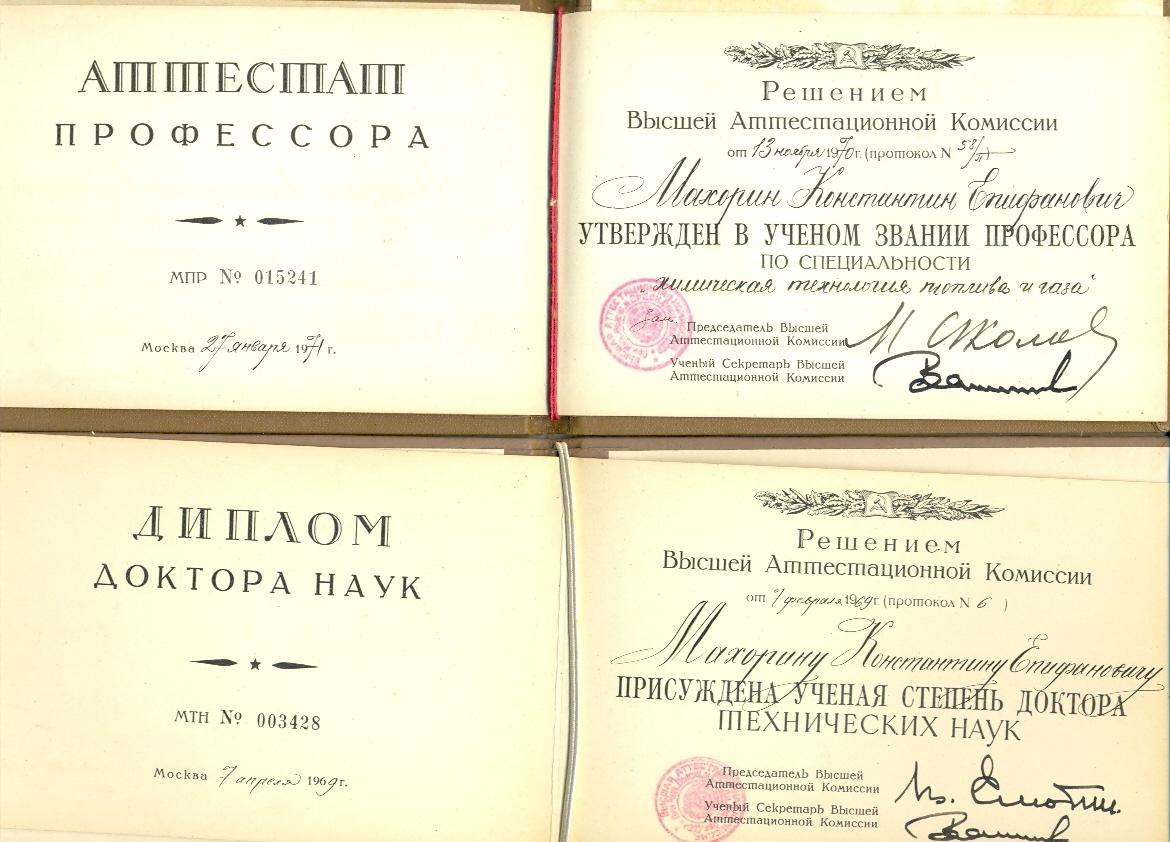 АТТЕСТАТ
ПРОФЕССОРА
МПР № 015241
Москва 27 января 1971 г.
Решением
Высшей Аттестационной Комиссии
от 13 ноября 1970 г. (протокол N 58/п)
Махорин Константин Епифанович
УТВЕРЖДЕН В УЧЕНОМ ЗВАНИИ ПРОФЕССОРА
ПО СПЕЦИАЛЬНОСТИ
"химическая технология топлива и газа"
Зам. Председатель Высшей
Аттестационной Комиссии
Ученый Секретарь Высшей
Аттестационной Комиссии
ДИПЛОМ
ДОКТОРА НАУК
МТН № 003428
Москва 7 апреля 1969 г.
Решением
Высшей Аттестационной Комиссии
от 7 февраля 1969 г. (протокол N 6 )
Махорину Константину Епифановичу
ПРИСУЖДЕНА УЧЕНАЯ СТЕПЕНЬ ДОКТОРА
ТЕХНИЧЕСКИХ НАУК
Председатель Высшей
Аттестационной Комиссии
Ученый Секретарь Высшей
Аттестационной Комиссии